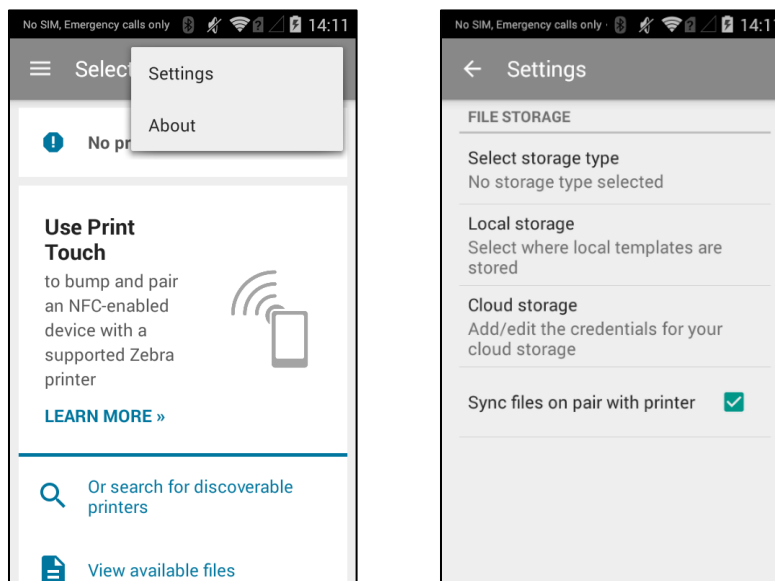 No SIM, Emergency calls only
14:11
Select
Settings
About
No pr
Use Print
Touch
to bump and pair
an NFC-enabled
device with a
supported Zebra
printer
LEARN MORE »
Or search for discoverable
printers
View available files
No SIM, Emergency calls only ·
14:11
Settings
FILE STORAGE
Select storage type
No storage type selected
Local storage
Select where local templates are
stored
Cloud storage
Add/edit the credentials for your
cloud storage
Sync files on pair with printer